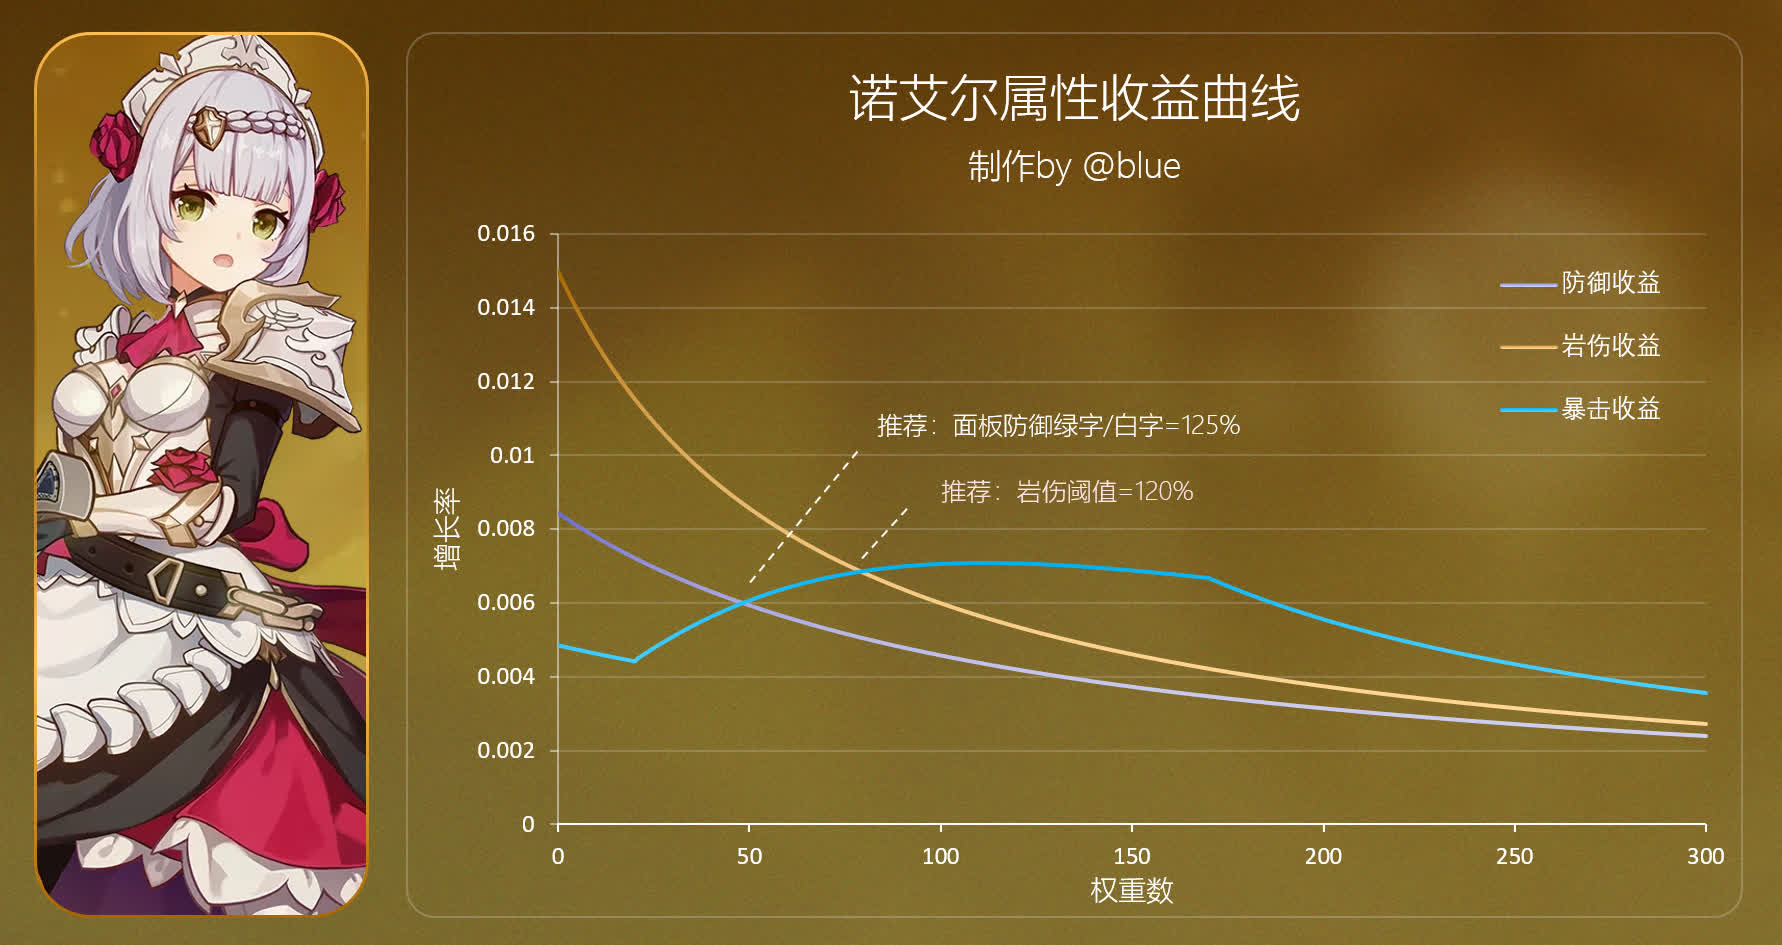 诺艾尔属性收益曲线
制作by @blue
0.016
0.014
0.012
0.01
0.008
0.006
0.004
0.002
0
增长率
防御收益
岩伤收益
暴击收益
推荐：面板防御绿字/白字=125%
推荐：岩伤阈值=120%
0 50 100 150 200 250 300
权重数